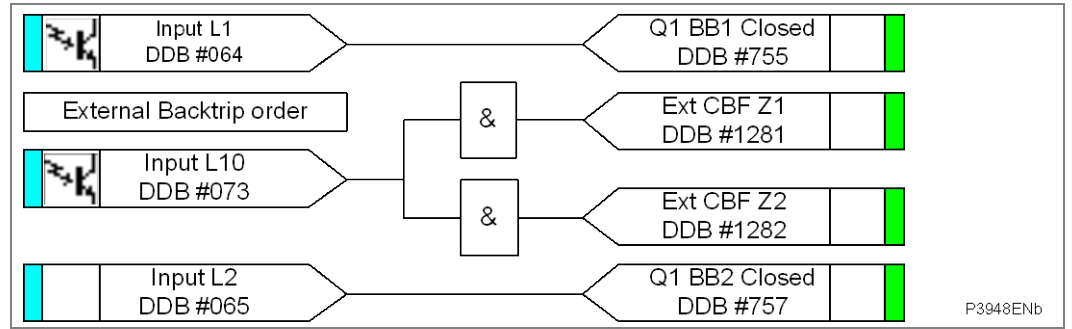 Input L1
DDB #064
Q1 BB1 Closed
DDB #755
External Backtrip order
&
Ext CBF Z1
DDB #1281
Input L10
DDB #073
&
Ext CBF Z2
DDB #1282
Input L2
DDB #065
Q1 BB2 Closed
DDB #757
P3948ENb